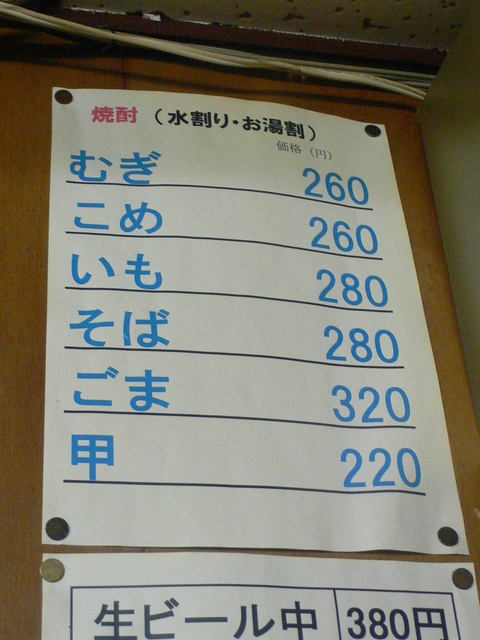 焼酎（水割り・お湯割）
価格（円）
むぎ 260
こめ 260
いも 280
そば 280
ごま 320
甲 220
生ビール中 380円